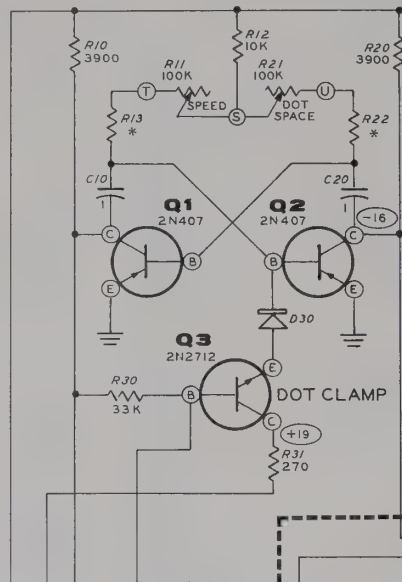 R10
3900
R11
100K
R12
10K
R21
100K
R20
3900
T
SPEED
S
DOT
SPACE
U
R13
*
R22
*
C10
1
C20
1
Q1
2N407
Q2
2N407
-16
C
B
E
B
C
E
D30
Q3
2N2712
R30
33K
B
E
DOT CLAMP
C
+19
R31
270